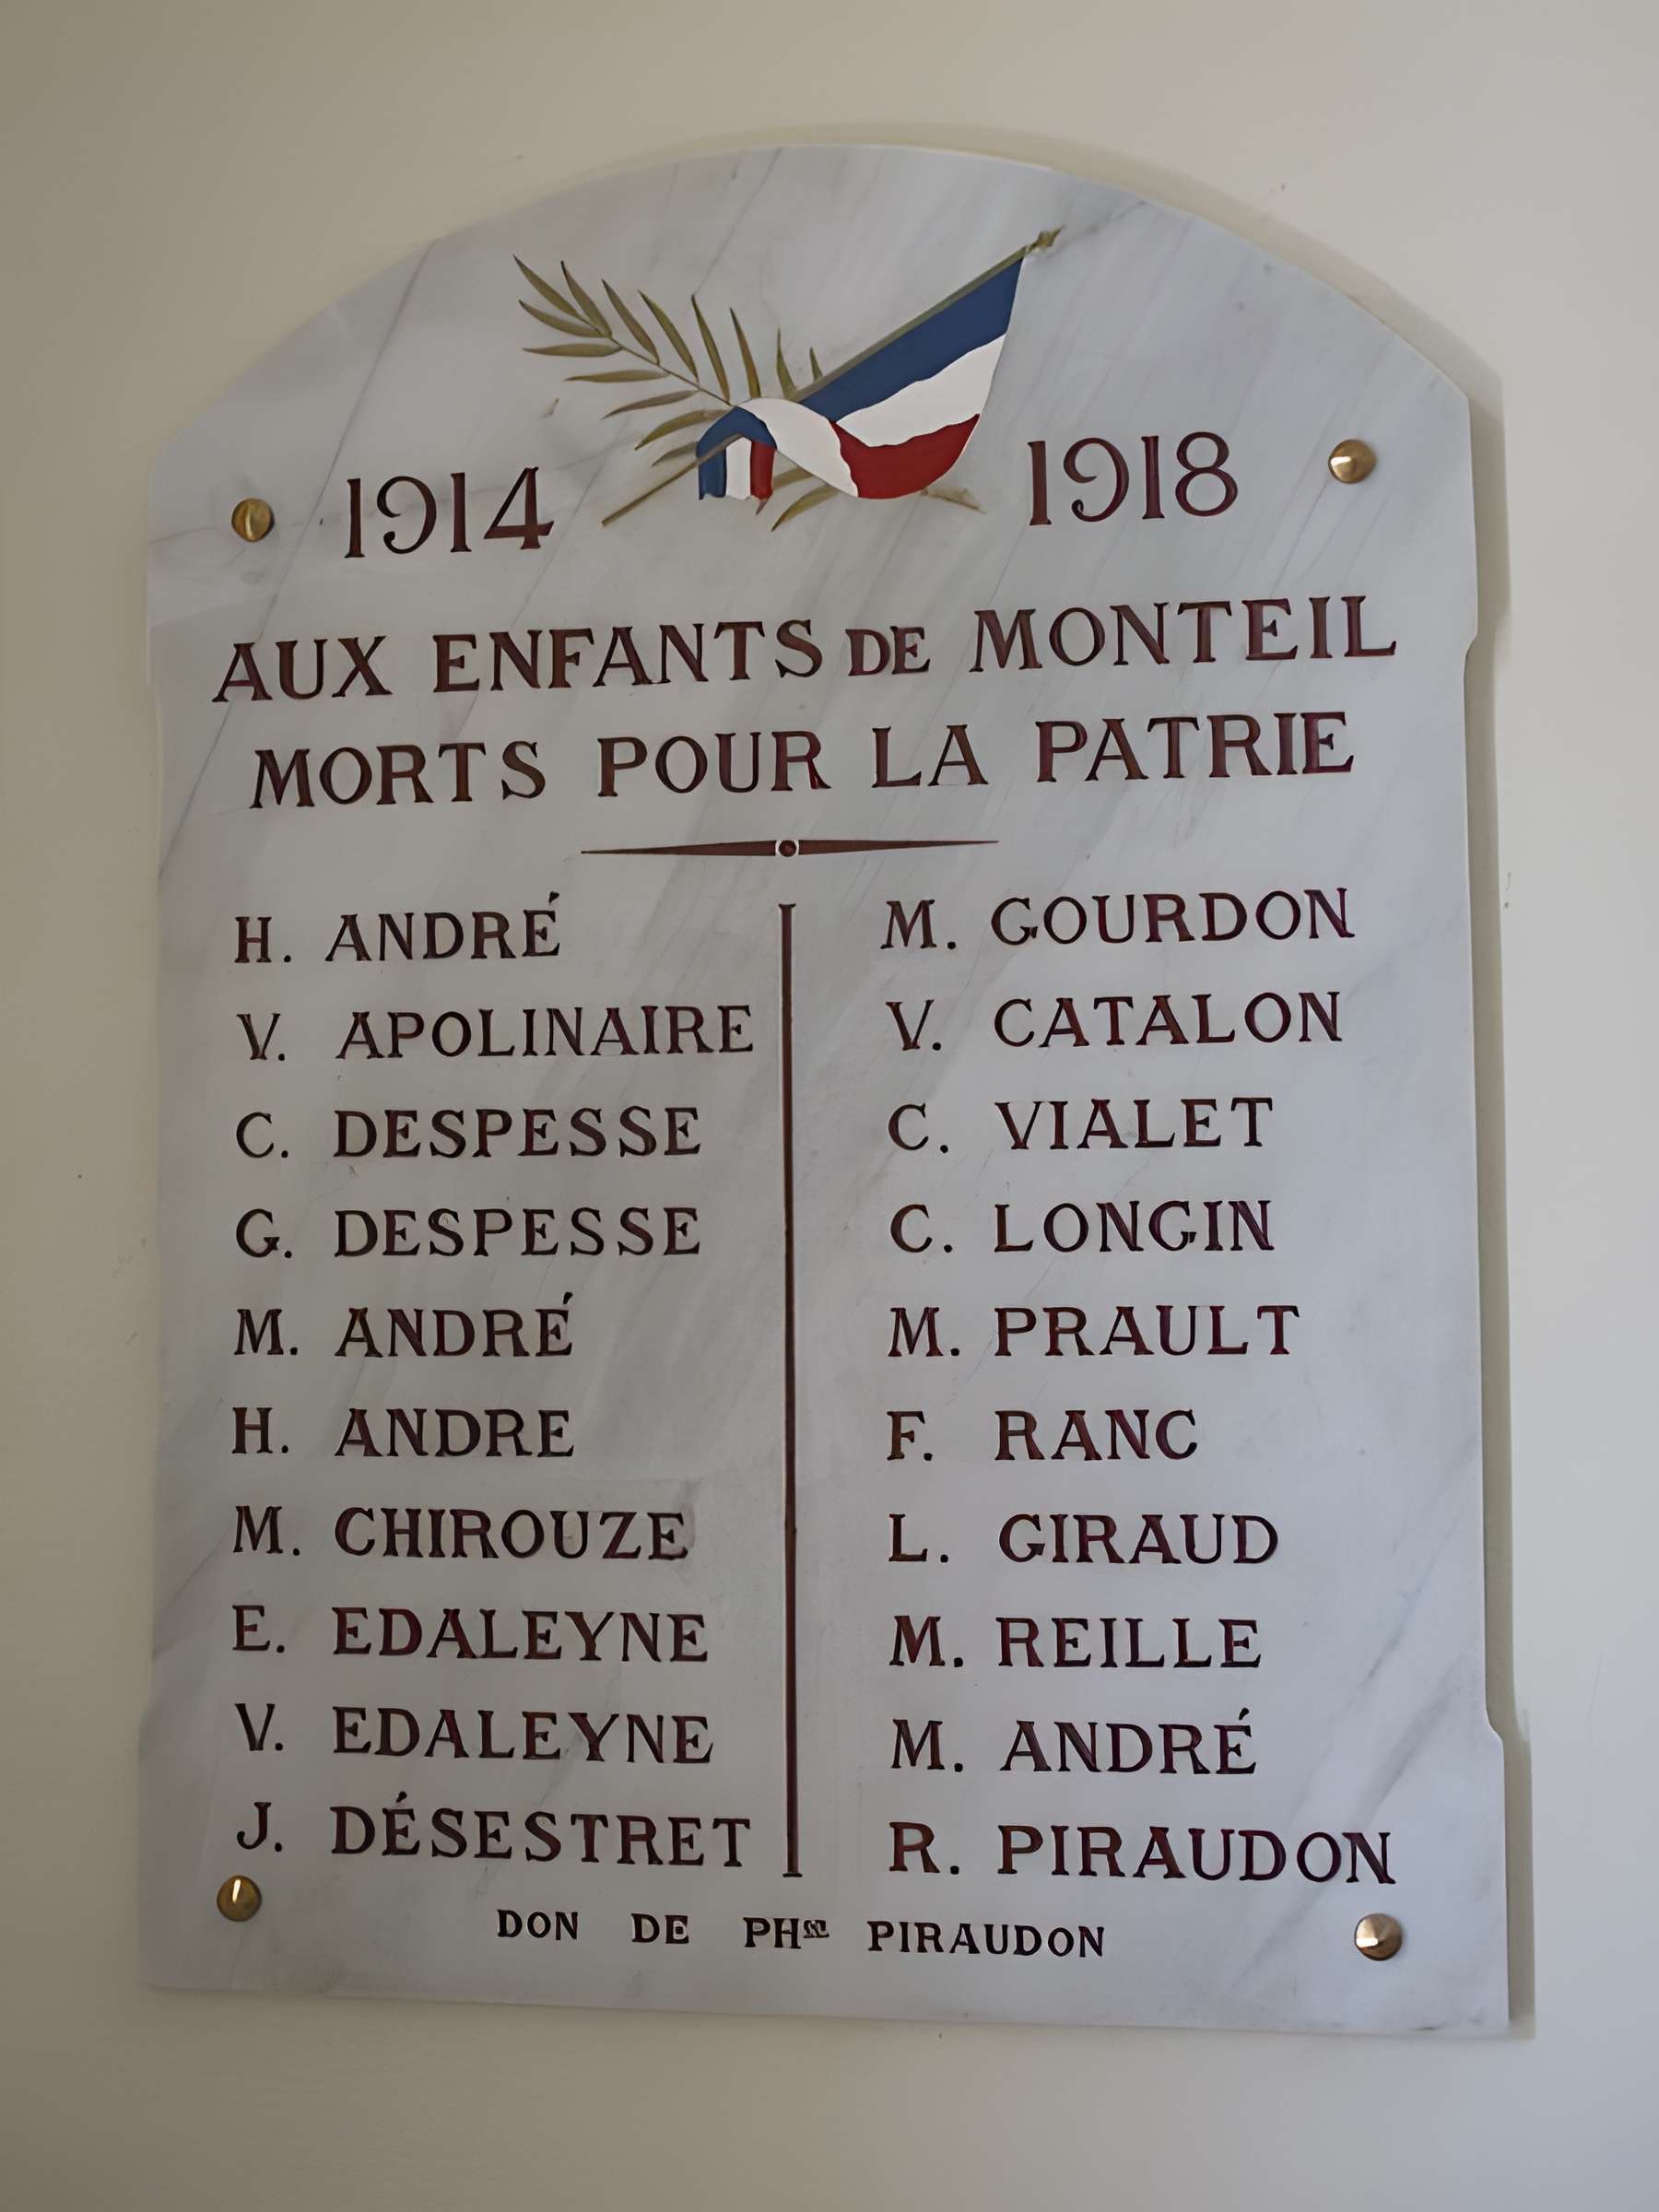 1914 1918
AUX ENFANTS DE MONTEIL
MORTS POUR LA PATRIE
H. ANDRÉ
V. APOLINAIRE
C. DESPESSE
G. DESPESSE
M. ANDRÉ
H. ANDRE
M. CHIROUZE
E. EDALEYNE
V. EDALEYNE
J. DÉSESTRET
M. GOURDON
V. CATALON
C. VIALET
C. LONGIN
M. PRAULT
F. RANC
L. GIRAUD
M. REILLE
M. ANDRÉ
R. PIRAUDON
DON DE PIRAUDON